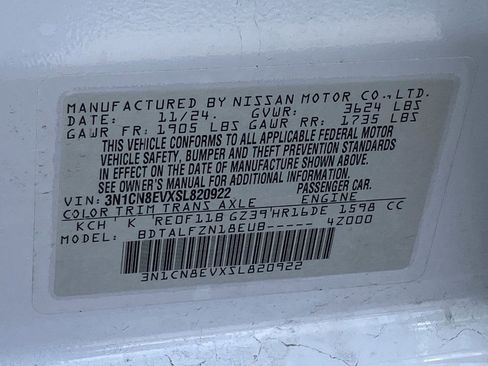 MANUFACTURED BY NISSAN MOTOR CO.,LTD.
DATE: 11/24. GVWR: 3624 LBS
GAWR FR: 1905 LBS GAWR RR: 1735 LBS
THIS VEHICLE CONFORMS TO ALL APPLICABLE FEDERAL MOTOR
VEHICLE SAFETY, BUMPER AND THEFT PREVENTION STANDARDS
IN EFFECT ON THE DATE OF MANUFACTURE SHOWN ABOVE.
SEE OWNER'S MANUAL FOR ADDITIONAL INFORMATION.
VIN: 3N1CN8EVXSL820922 PASSENGER CAR.
COLOR TRIM TRANS AXLE ENGINE
KCH K RE0F11B GZ39 HR16DE 1598 CC
MODEL: BDTALFZN18EUB----- 4Z000
3N1CN8EVXSL820922